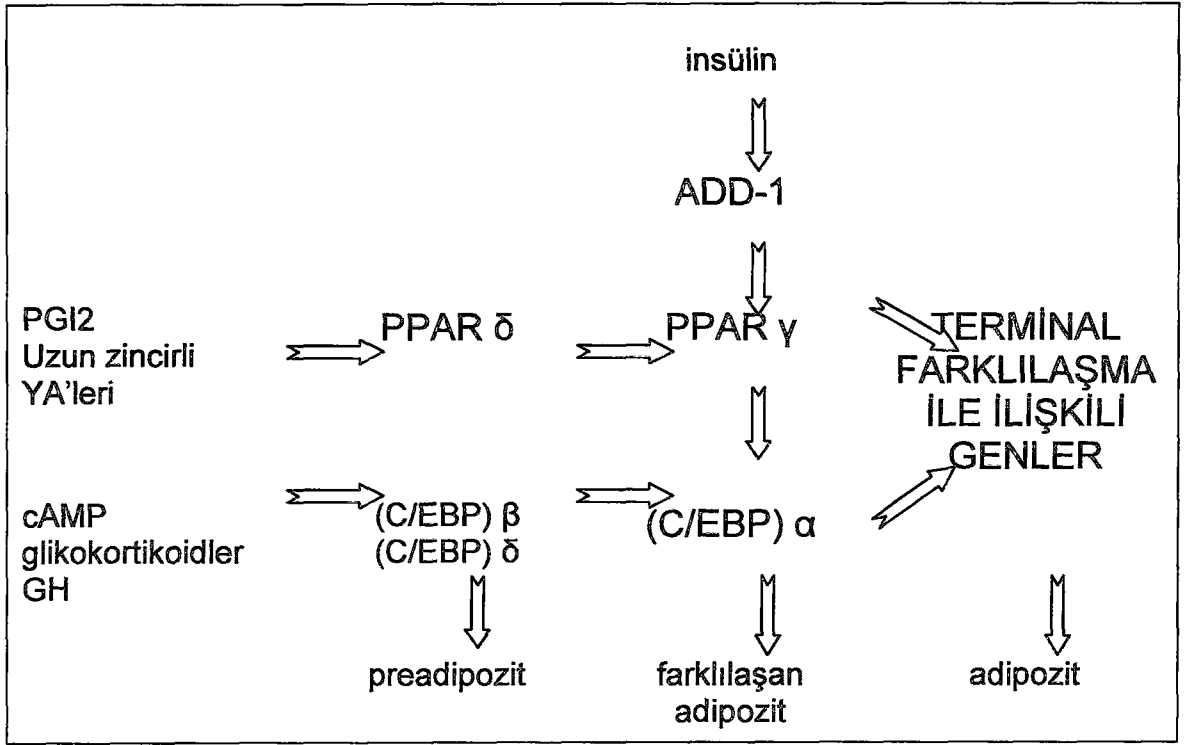 insülin
ADD-1
PGI2
Uzun zincirli
YA'leri
PPAR δ
PPAR γ
TERMİNAL
FARKLILAŞMA
İLE İLİŞKİLİ
GENLER
cAMP
glikokortikoidler
GH
(C/EBP) β
(C/EBP) δ
(C/EBP) α
preadipozit
farklılaşan
adipozit
adipozit